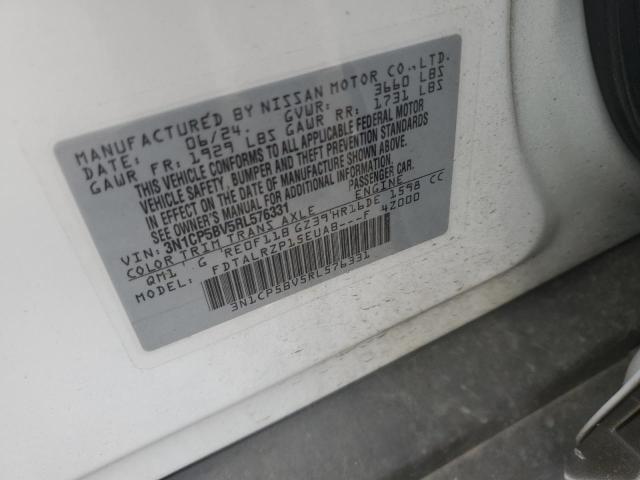 MANUFACTURED BY NISSAN MOTOR CO., LTD.
DATE: 06/24. GVWR: 3660 LBS
GAWR FR: 1929 LBS GAWR RR: 1731 LBS
THIS VEHICLE CONFORMS TO ALL APPLICABLE FEDERAL MOTOR
VEHICLE SAFETY, BUMPER AND THEFT PREVENTION STANDARDS
IN EFFECT ON THE DATE OF MANUFACTURE SHOWN ABOVE.
SEE OWNERS MANUAL FOR ADDITIONAL INFORMATION.
VIN: 3N1CP5BV5RL576331 PASSENGER CAR.
COLOR TRIM TRANS AXLE ENGINE
QM1 G RE0F11B GZ39 HR16DE 1598 CC
MODEL: FDTALRZP15EUAB---F 4Z000
3N1CP5BV5RL576331